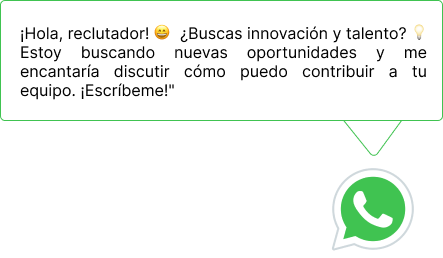 ¡Hola, reclutador! 😄 ¿Buscas innovación y talento? 💡
Estoy buscando nuevas oportunidades y me
encantaría discutir cómo puedo contribuir a tu
equipo. ¡Escríbeme!"